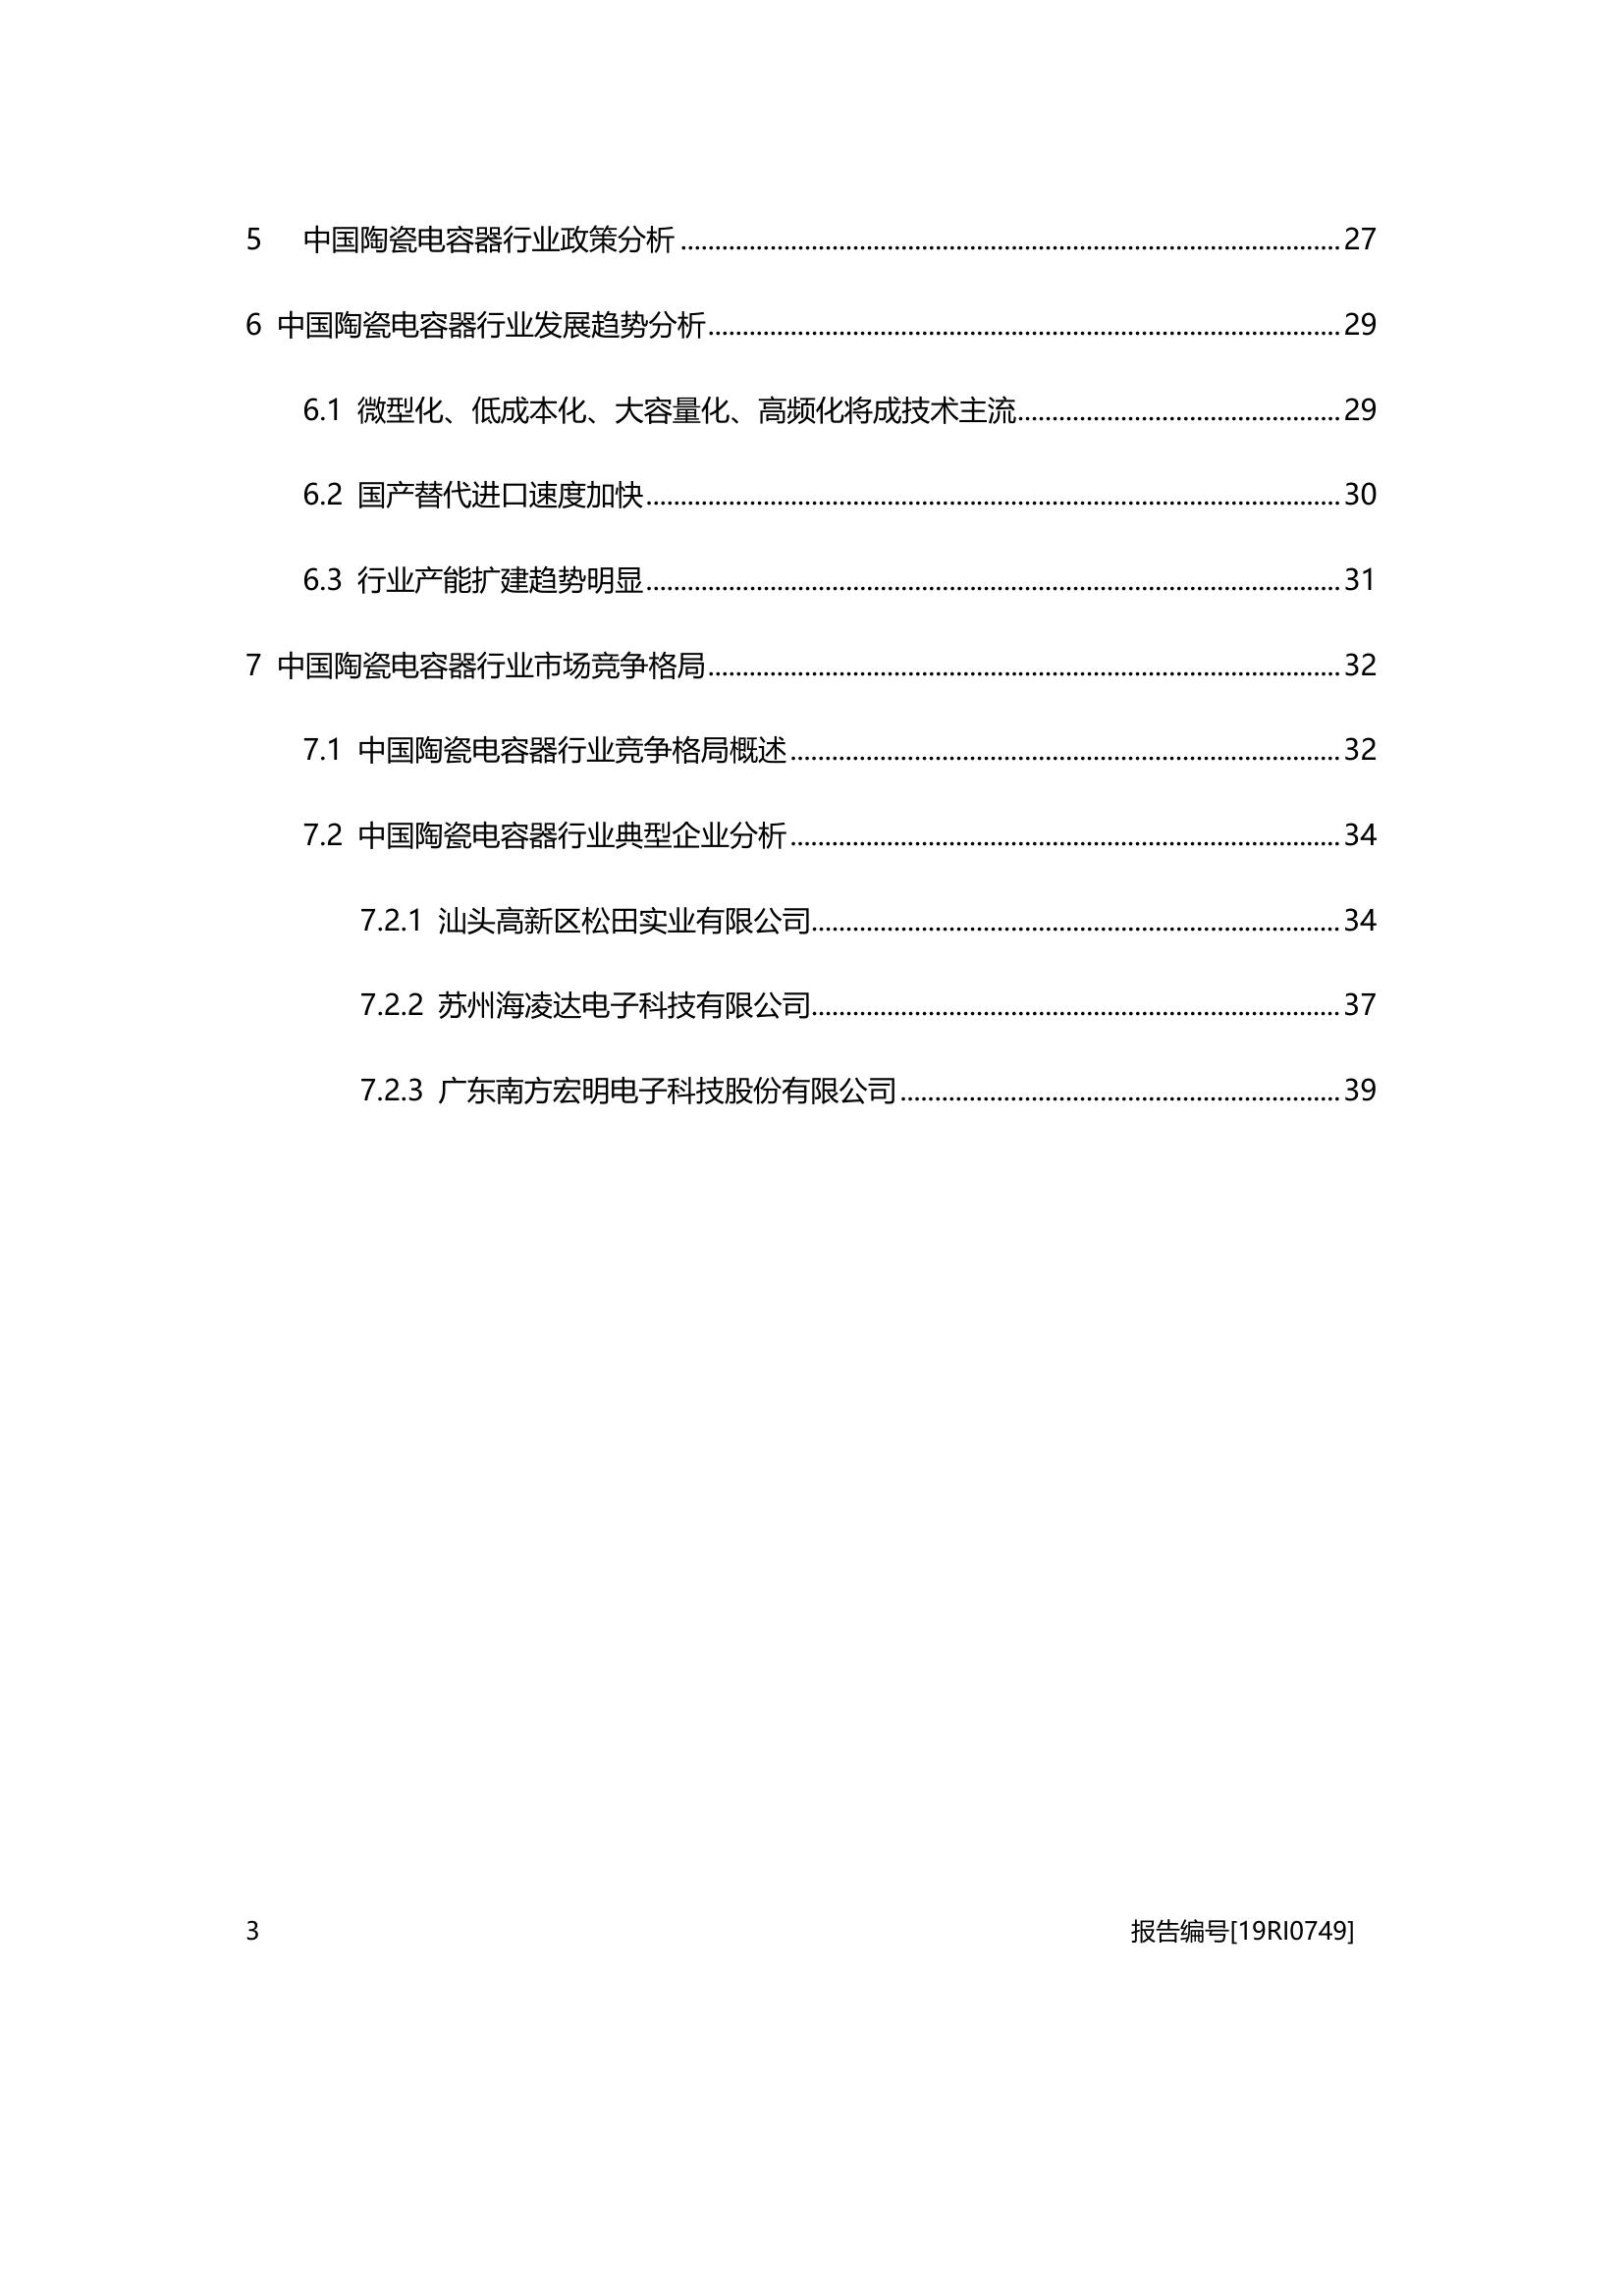 5 中国陶瓷电容器行业政策分析 ........................................ 27
6 中国陶瓷电容器行业发展趋势分析 ........................................ 29
6.1 微型化、低成本化、大容量化、高频化将成技术主流 ........................................ 29
6.2 国产替代进口速度加快 ........................................ 30
6.3 行业产能扩建趋势明显 ........................................ 31
7 中国陶瓷电容器行业市场竞争格局 ........................................ 32
7.1 中国陶瓷电容器行业竞争格局概述 ........................................ 32
7.2 中国陶瓷电容器行业典型企业分析 ........................................ 34
7.2.1 汕头高新区松田实业有限公司 ........................................ 34
7.2.2 苏州海凌达电子科技有限公司 ........................................ 37
7.2.3 广东南方宏明电子科技股份有限公司 ........................................ 39
3 报告编号[19RI0749]